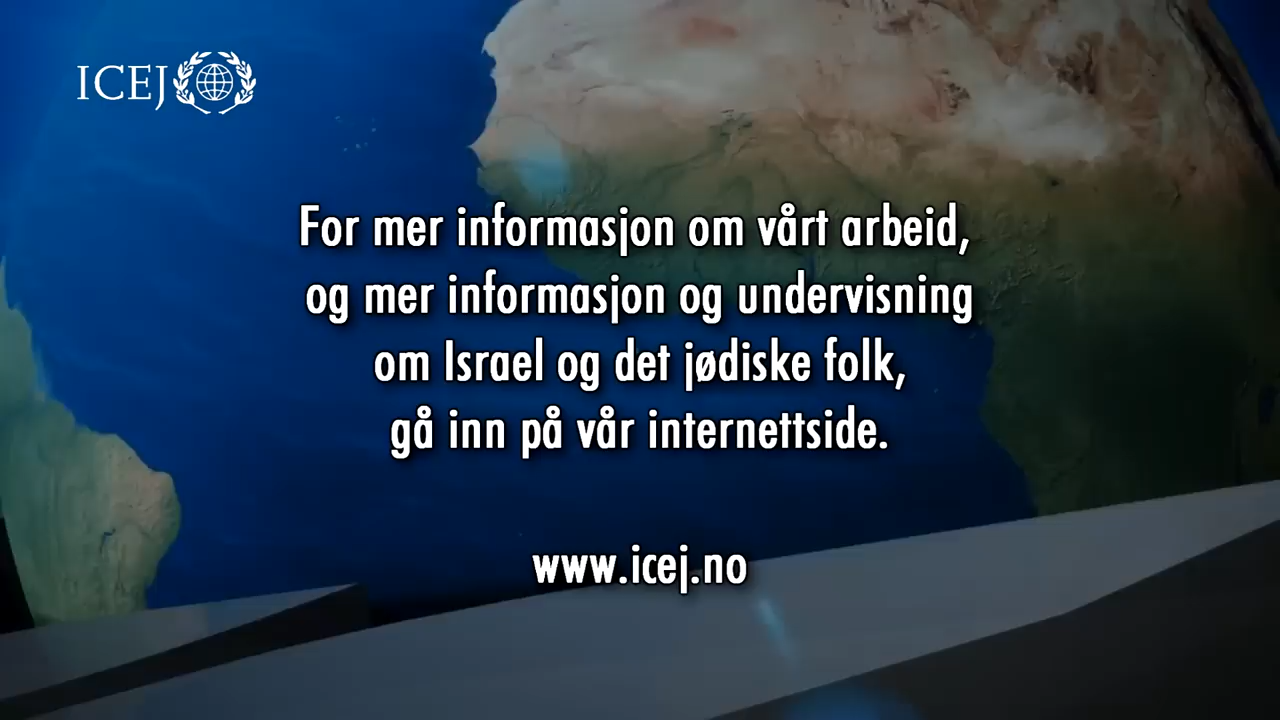 ICEJ
For mer informasjon om vårt arbeid,
og mer informasjon og undervisning
om Israel og det jødiske folk,
gå inn på vår internettside.
www.icej.no